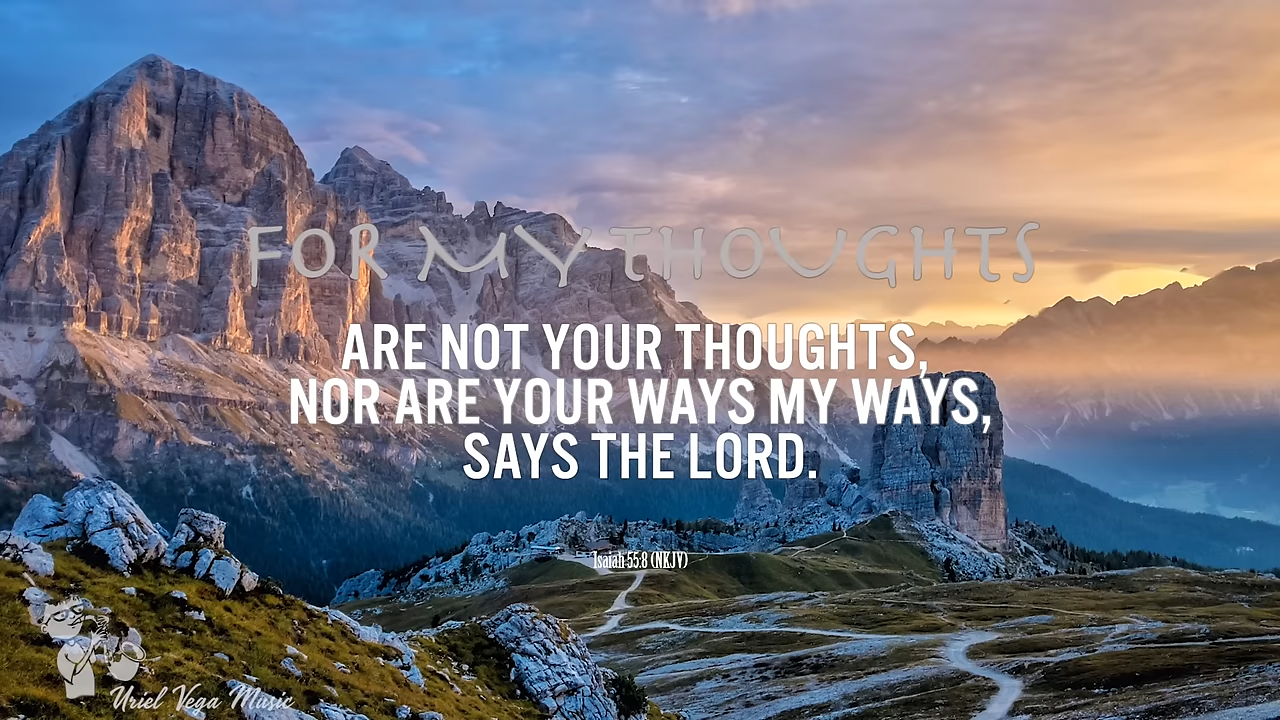 FOR MY THOUGHTS
ARE NOT YOUR THOUGHTS,
NOR ARE YOUR WAYS MY WAYS,
SAYS THE LORD.
Isaiah 55:8 (NKJV)
Uriel Vega Music